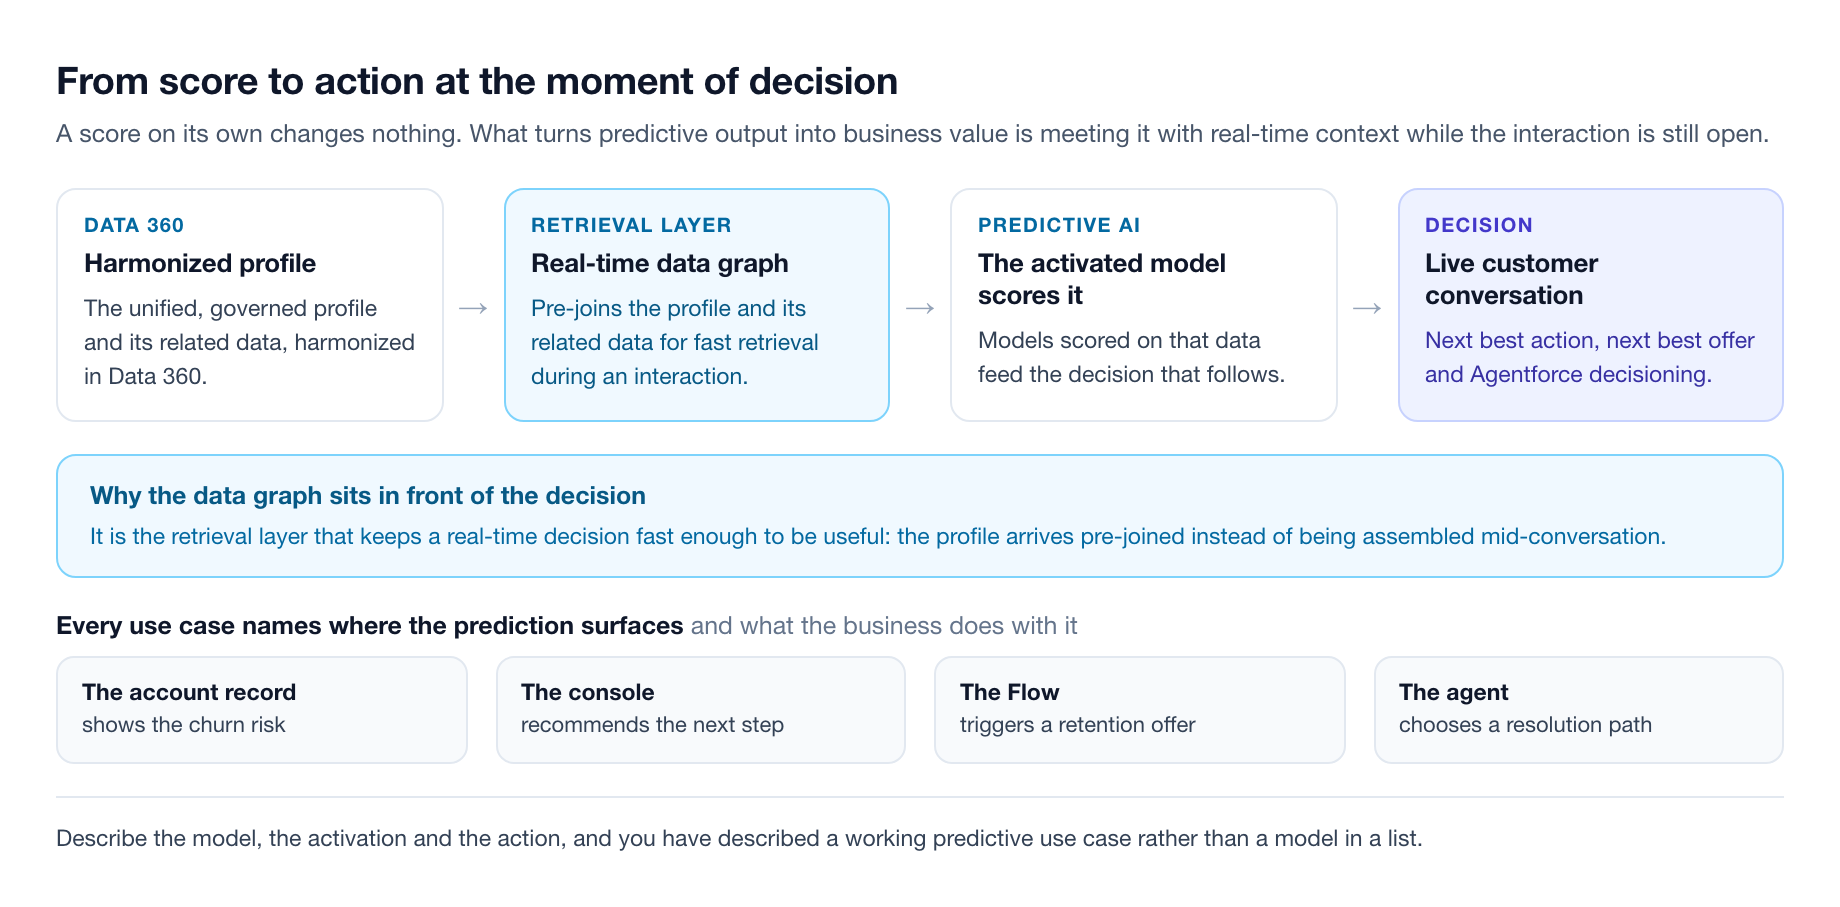 From score to action at the moment of decision
A score on its own changes nothing. What turns predictive output into business value is meeting it with real-time context while the interaction is still open.
DATA 360
Harmonized profile
The unified, governed profile
and its related data, harmonized
in Data 360.
→
RETRIEVAL LAYER
Real-time data graph
Pre-joins the profile and its
related data for fast retrieval
during an interaction.
→
PREDICTIVE AI
The activated model
scores it
Models scored on that data
feed the decision that follows.
→
DECISION
Live customer
conversation
Next best action, next best offer
and Agentforce decisioning.
Why the data graph sits in front of the decision
It is the retrieval layer that keeps a real-time decision fast enough to be useful: the profile arrives pre-joined instead of being assembled mid-conversation.
Every use case names where the prediction surfaces and what the business does with it
The account record
shows the churn risk
The console
recommends the next step
The Flow
triggers a retention offer
The agent
chooses a resolution path
Describe the model, the activation and the action, and you have described a working predictive use case rather than a model in a list.